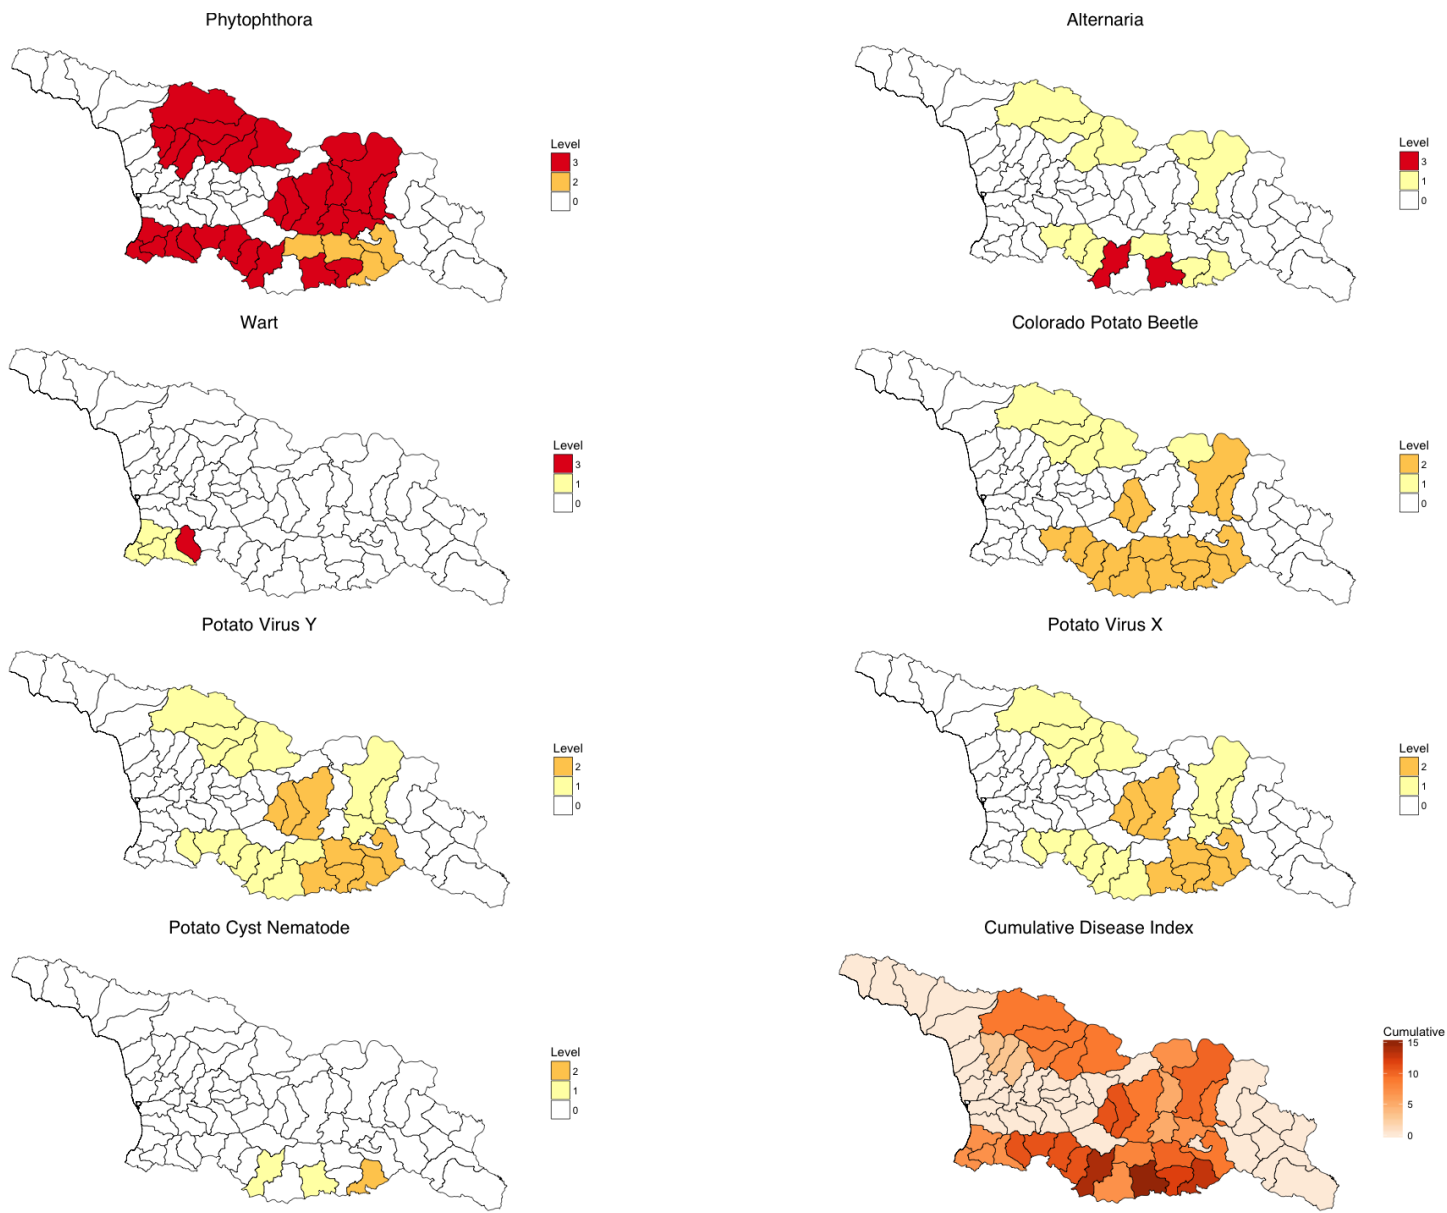 Phytophthora
Level
3
2
0
Alternaria
Level
3
1
0
Wart
Level
3
1
0
Colorado Potato Beetle
Level
2
1
0
Potato Virus Y
Level
2
1
0
Potato Virus X
Level
2
1
0
Potato Cyst Nematode
Level
2
1
0
Cumulative Disease Index
Cumulative
15
10
5
0